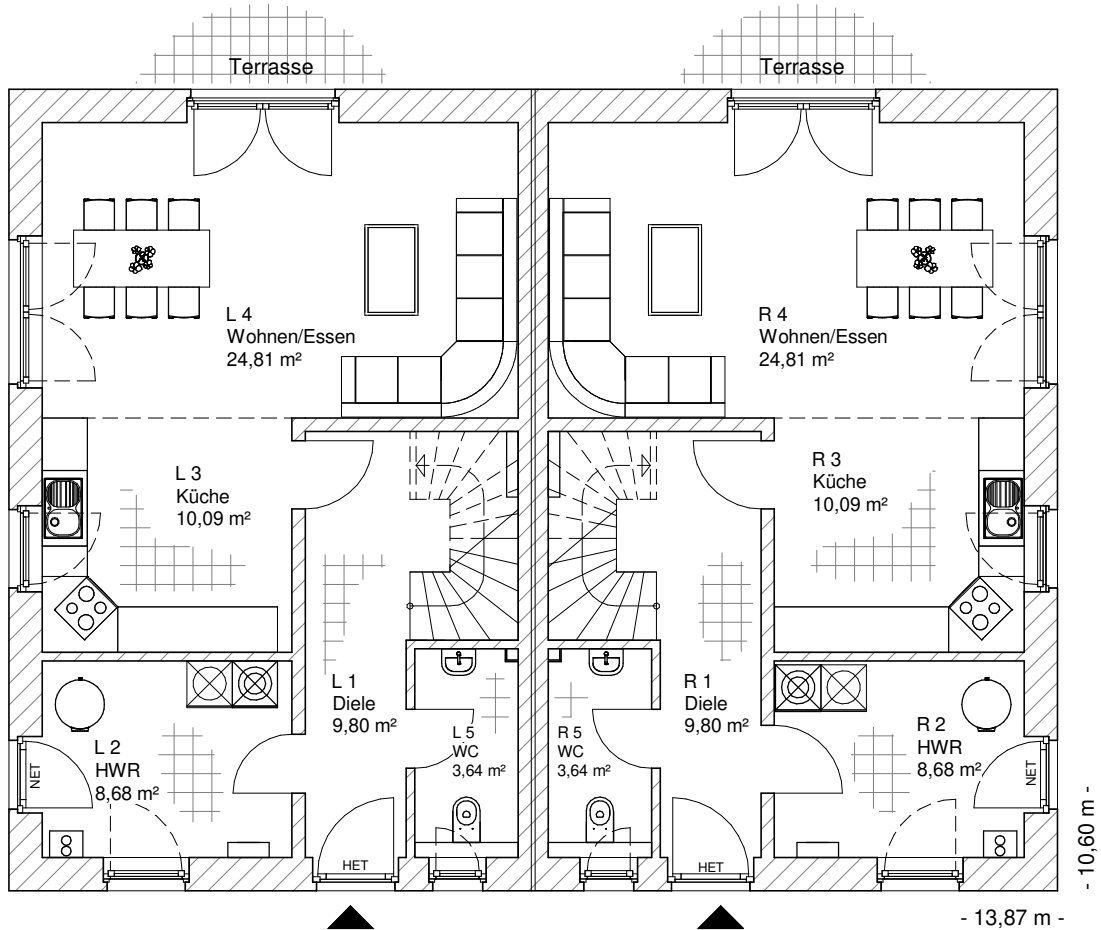 Terrasse
Terrasse
L 4
Wohnen/Essen
24,81 m²
R 4
Wohnen/Essen
24,81 m²
L 3
Küche
10,09 m²
R 3
Küche
10,09 m²
L 1
Diele
9,80 m²
R 1
Diele
9,80 m²
L 5
WC
3,64 m²
R 5
WC
3,64 m²
L 2
HWR
8,68 m²
R 2
HWR
8,68 m²
NET
NET
HET
HET
- 10,60 m -
- 13,87 m -